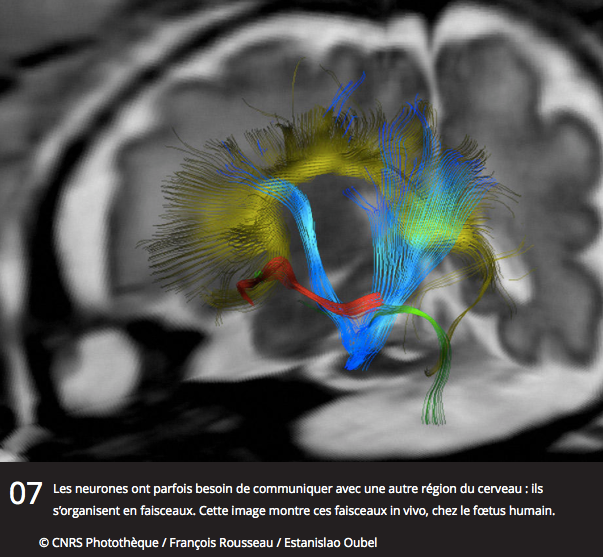 07
Les neurones ont parfois besoin de communiquer avec une autre région du cerveau : ils
s’organisent en faisceaux. Cette image montre ces faisceaux in vivo, chez le fœtus humain.
© CNRS Photothèque / François Rousseau / Estanislao Oubel